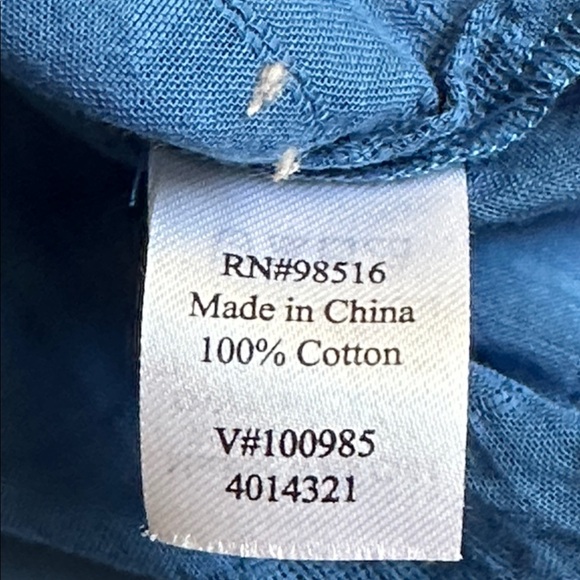 RN#98516
Made in China
100% Cotton
V#100985
4014321